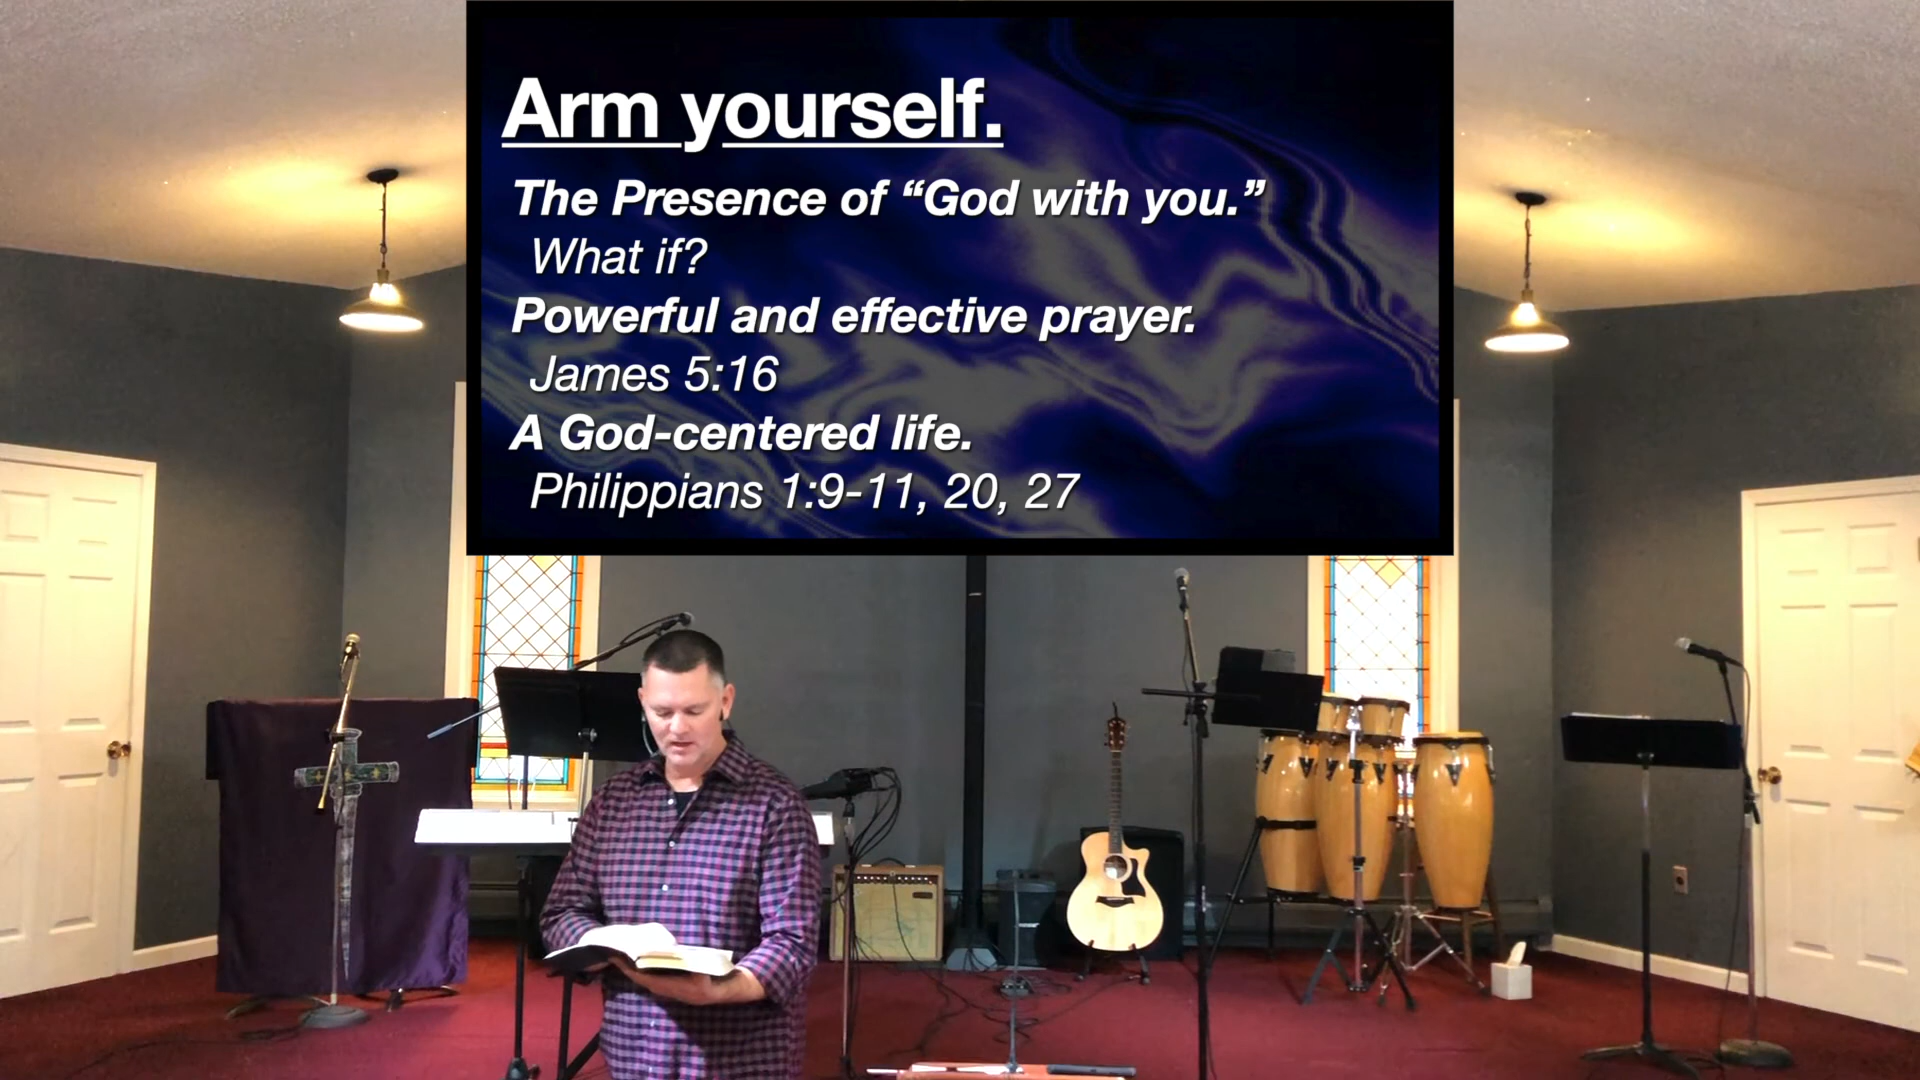 Arm yourself.
The Presence of “God with you.”
What if?
Powerful and effective prayer.
James 5:16
A God-centered life.
Philippians 1:9-11, 20, 27